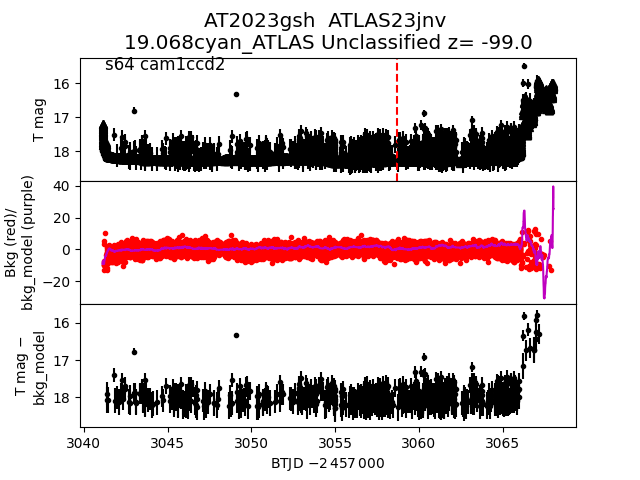 AT2023gsh ATLAS23jnv
19.068cyan_ATLAS Unclassified z= -99.0
s64 cam1ccd2
T mag
16
17
18
Bkg (red)/
bkg_model (purple)
40
20
0
−20
T mag −
bkg_model
16
17
18
3040 3045 3050 3055 3060 3065
BTJD −2 457 000